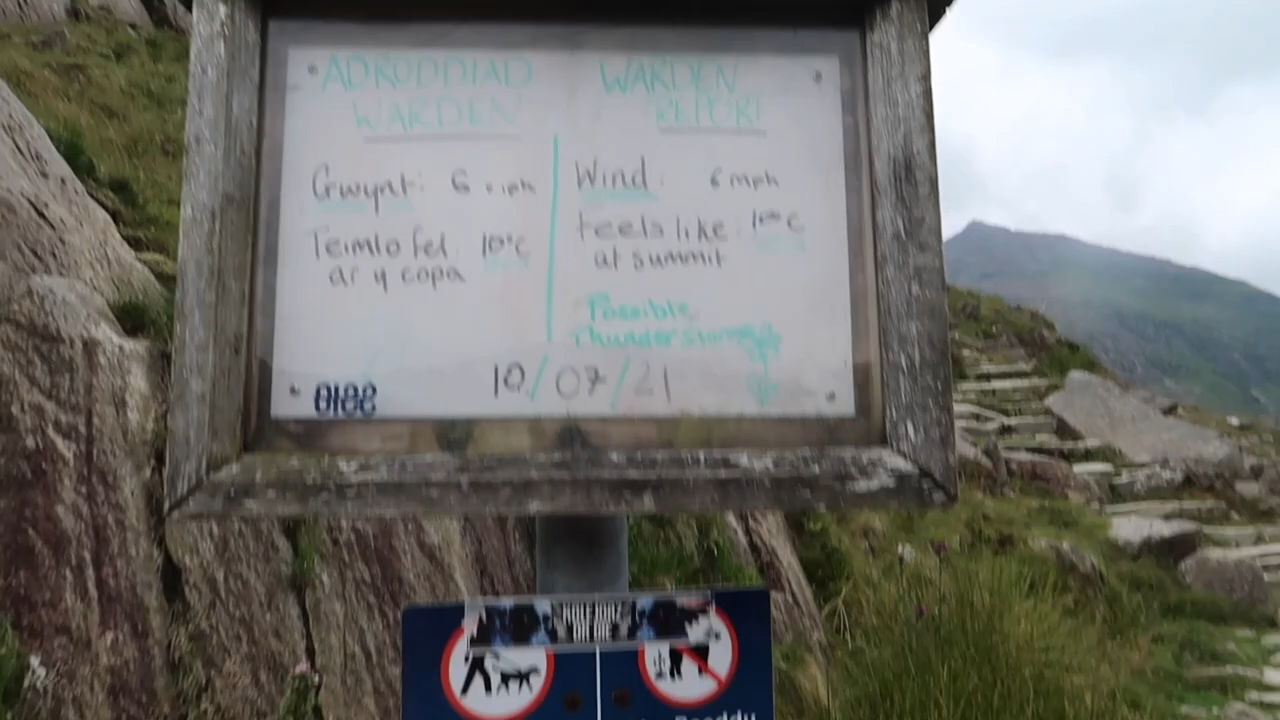 ADRODDIAD
WARDEN
Gwynt: 6 mph
Teimlo fel: 10°C
ar y copa
WARDEN
REPORT
Wind: 6 mph
feels like: 10°C
at summit
Possible
Thunderstorms
10/07/21